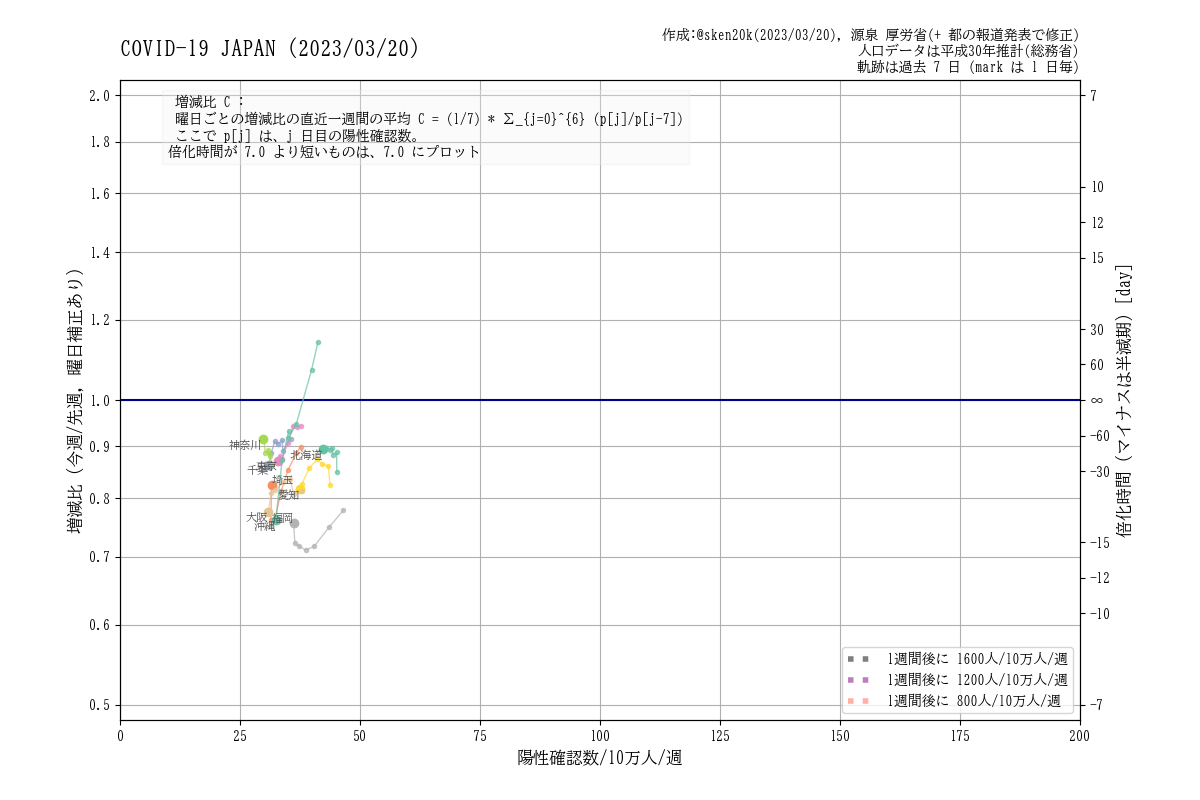 COVID-19 JAPAN (2023/03/20)
作成:@sken20k(2023/03/20), 源泉 厚労省(+ 都の報道発表で修正)
人口データは平成30年推計(総務省)
軌跡は過去 7 日 (mark は 1 日毎)
増減比 C :
曜日ごとの増減比の直近一週間の平均 C = (1/7) * Σ_{j=0}^{6} (p[j]/p[j-7])
ここで p[j] は、j 日目の陽性確認数。
倍化時間が 7.0 より短いものは、7.0 にプロット
増減比 (今週/先週, 曜日補正あり)
2.0
1.8
1.6
1.4
1.2
1.0
0.9
0.8
0.7
0.6
0.5
神奈川
千葉
東京
北海道
埼玉
愛知
大阪
福岡
沖縄
7
10
12
15
30
60
∞
-60
-30
-15
-12
-10
-7
倍化時間 (マイナスは半減期) [day]
1週間後に 1600人/10万人/週
1週間後に 1200人/10万人/週
1週間後に 800人/10万人/週
0 25 50 75 100 125 150 175 200
陽性確認数/10万人/週